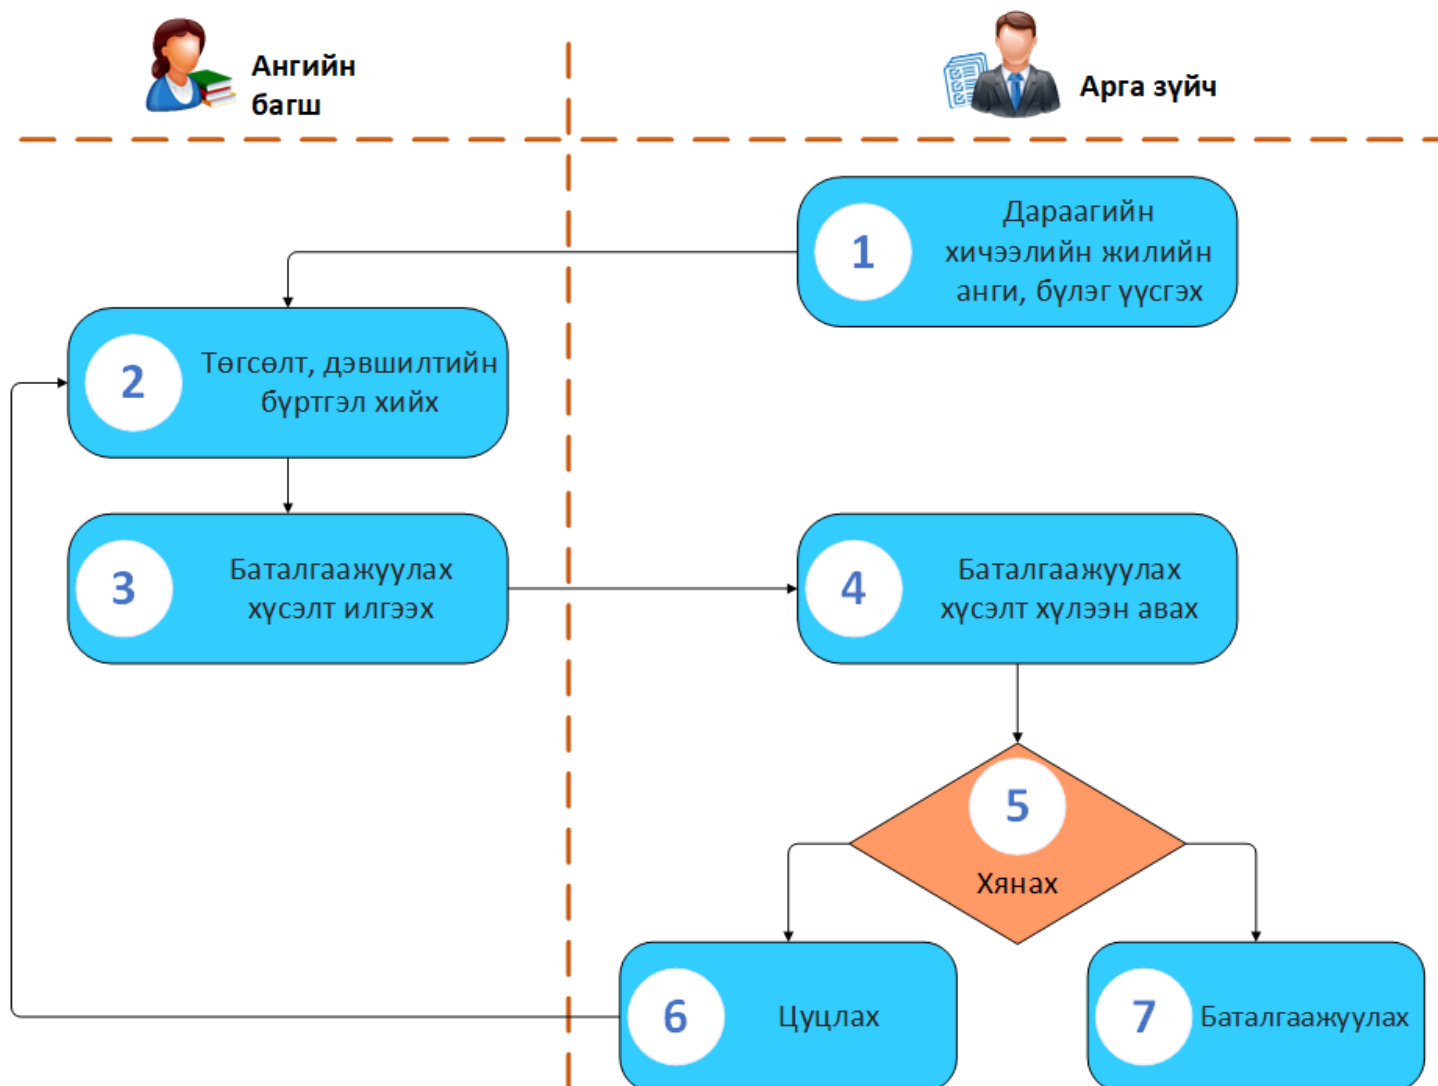 Ангийн
багш
Арга зүйч
1
Дараагийн
хичээлийн жилийн
анги, бүлэг үүсгэх
2
Төгсөлт, дэвшилтийн
бүртгэл хийх
3
Баталгаажуулах
хүсэлт илгээх
4
Баталгаажуулах
хүсэлт хүлээн авах
5
Хянах
6
Цуцлах
7
Баталгаажуулах